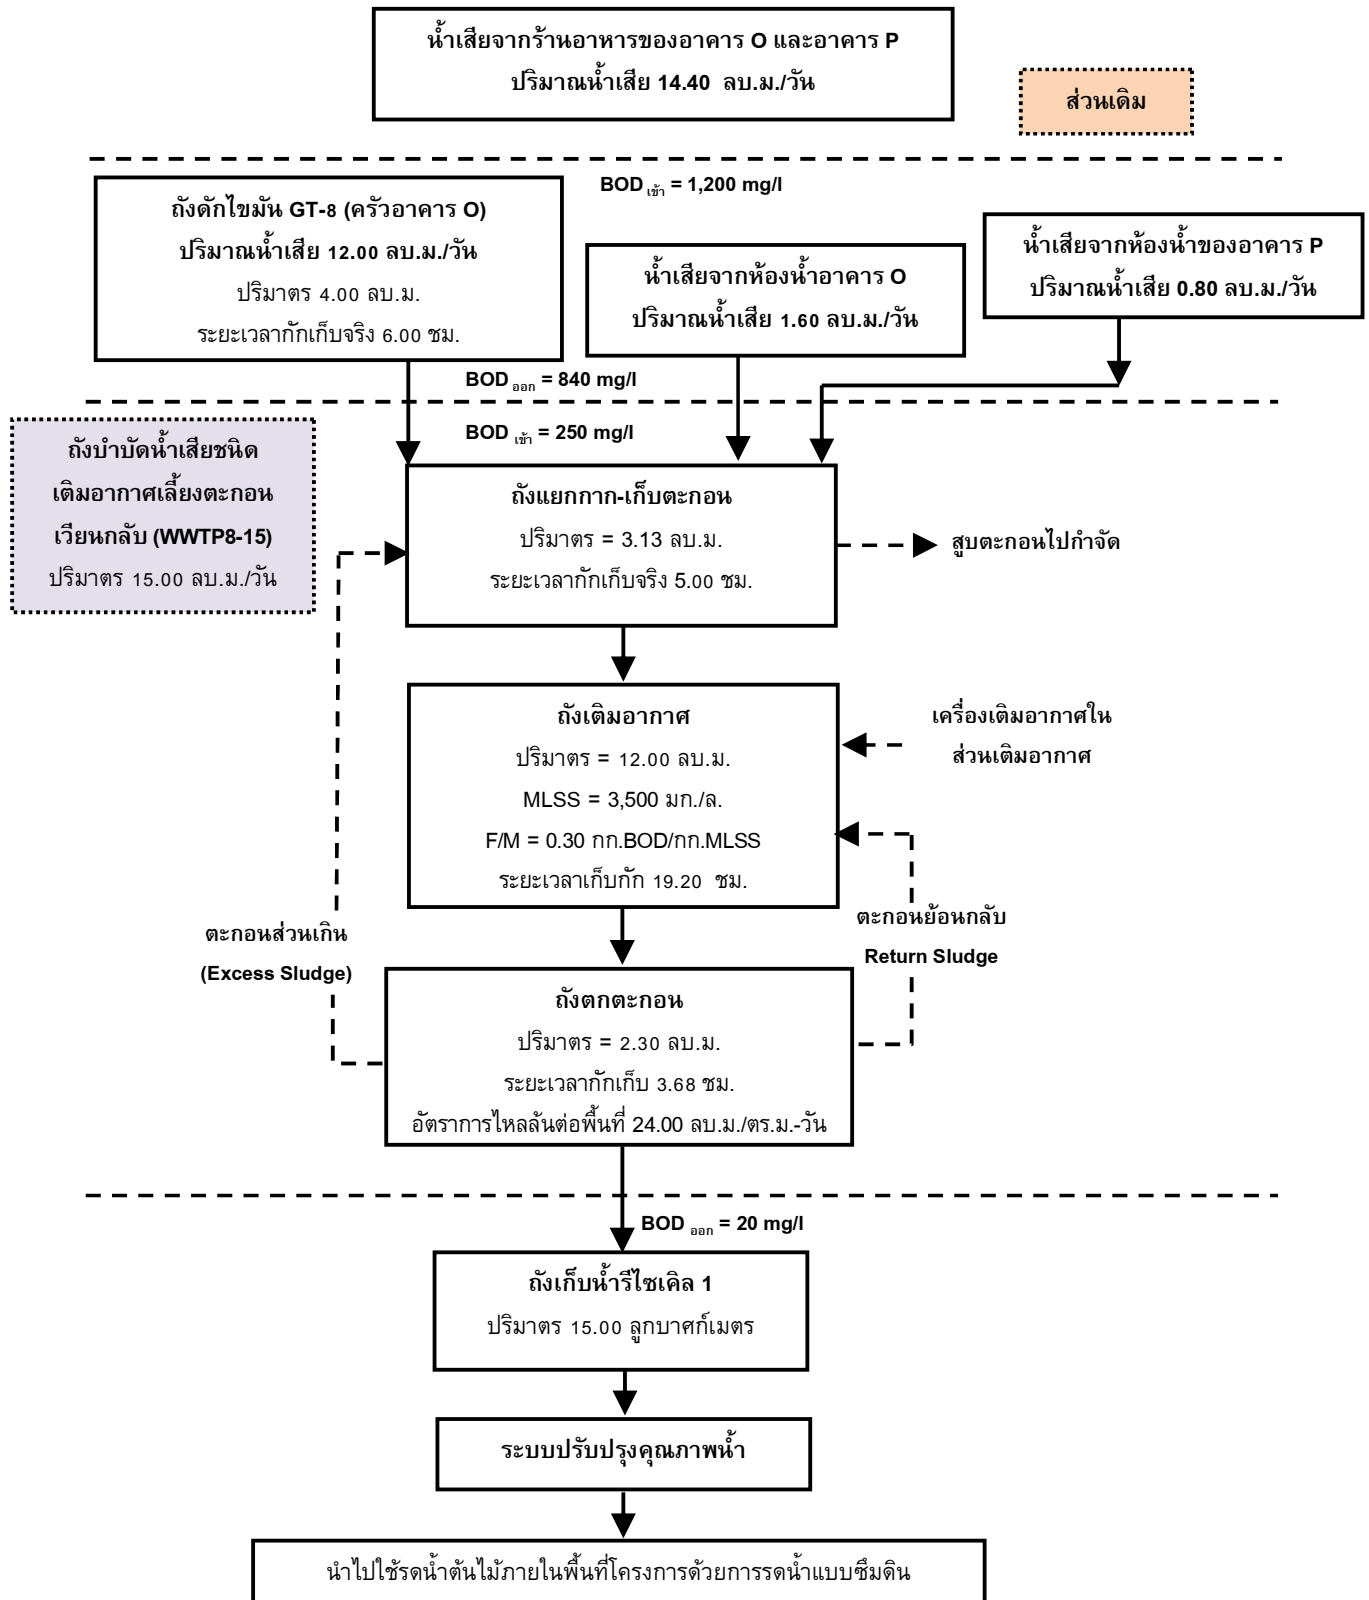 น้ำเสียจากร้านอาหารของอาคาร O และอาคาร P
ปริมาณน้ำเสีย 14.40 ลบ.ม./วัน
ส่วนเดิม
BOD เข้า = 1,200 mg/l
ถังดักไขมัน GT-8 (ครัวอาคาร O)
ปริมาณน้ำเสีย 12.00 ลบ.ม./วัน
ปริมาตร 4.00 ลบ.ม.
ระยะเวลากักเก็บจริง 6.00 ชม.
น้ำเสียจากห้องน้ำอาคาร O
ปริมาณน้ำเสีย 1.60 ลบ.ม./วัน
น้ำเสียจากห้องน้ำของอาคาร P
ปริมาณน้ำเสีย 0.80 ลบ.ม./วัน
BOD ออก = 840 mg/l
BOD เข้า = 250 mg/l
ถังบำบัดน้ำเสียชนิด
เติมอากาศเลี้ยงตะกอน
เวียนกลับ (WWTP8-15)
ปริมาตร 15.00 ลบ.ม./วัน
ถังแยกกาก-เก็บตะกอน
ปริมาตร = 3.13 ลบ.ม.
ระยะเวลากักเก็บจริง 5.00 ชม.
สูบตะกอนไปกำจัด
ถังเติมอากาศ
ปริมาตร = 12.00 ลบ.ม.
MLSS = 3,500 มก./ล.
F/M = 0.30 กก.BOD/กก.MLSS
ระยะเวลาเก็บกัก 19.20 ชม.
เครื่องเติมอากาศใน
ส่วนเติมอากาศ
ตะกอนส่วนเกิน
(Excess Sludge)
ตะกอนย้อนกลับ
Return Sludge
ถังตกตะกอน
ปริมาตร = 2.30 ลบ.ม.
ระยะเวลากักเก็บ 3.68 ชม.
อัตราการไหลล้นต่อพื้นที่ 24.00 ลบ.ม./ตร.ม.-วัน
BOD ออก = 20 mg/l
ถังเก็บน้ำรีไซเคิล 1
ปริมาตร 15.00 ลูกบาศก์เมตร
ระบบปรับปรุงคุณภาพน้ำ
นำไปใช้รดน้ำต้นไม้ภายในพื้นที่โครงการด้วยการรดน้ำแบบซึมดิน